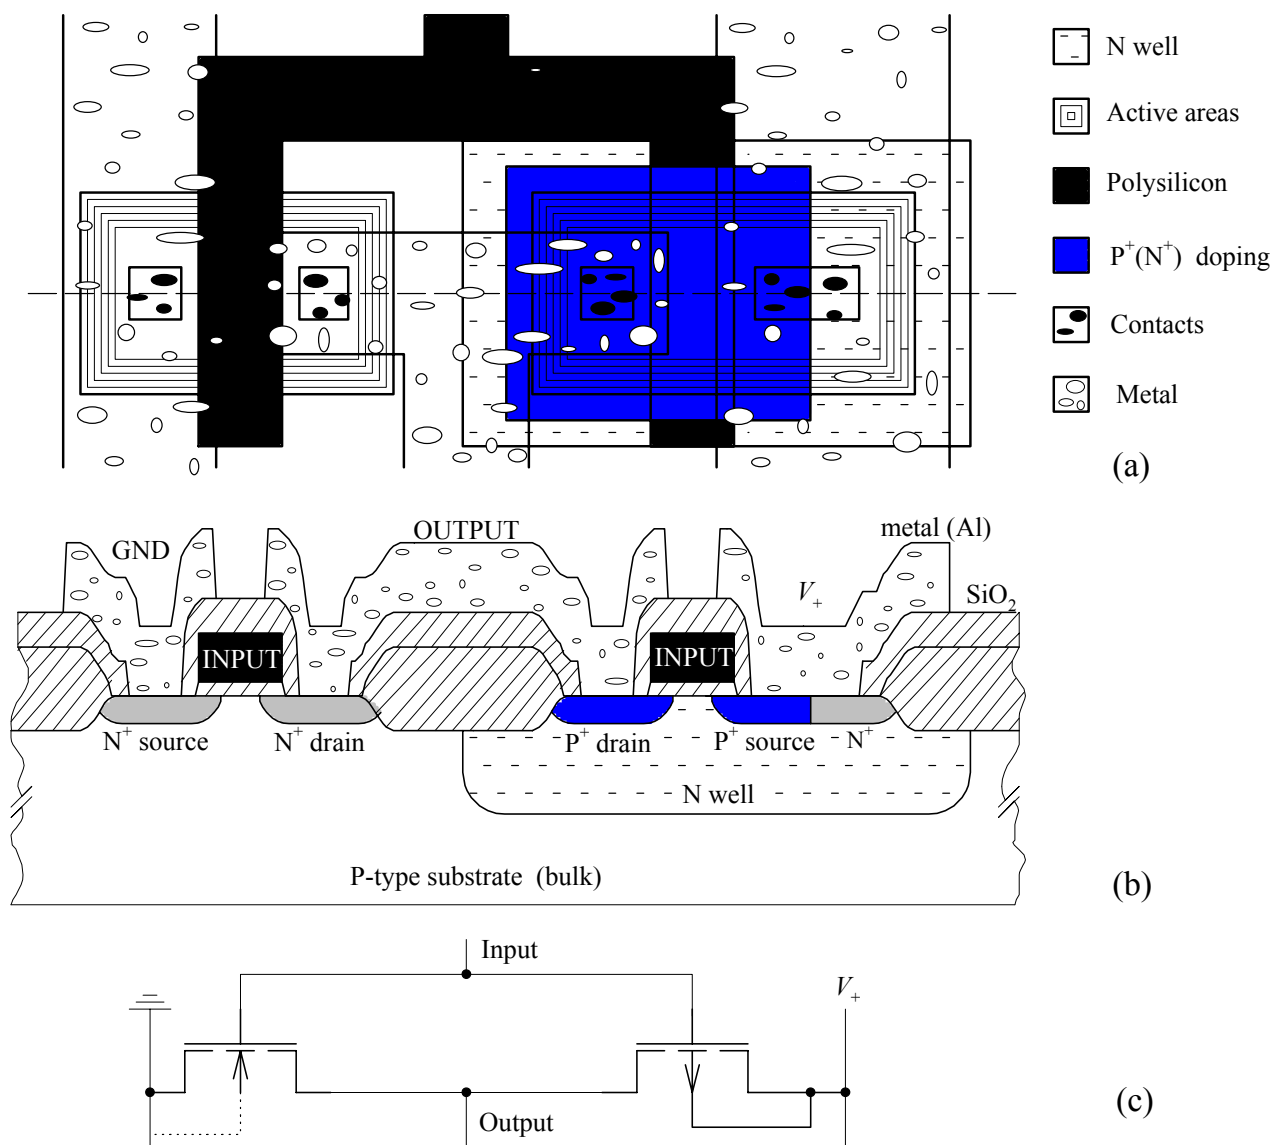 N well
Active areas
Polysilicon
P+(N+) doping
Contacts
Metal
(a)
GND
OUTPUT
metal (Al)
V+
SiO2
INPUT
INPUT
N+ source
N+ drain
P+ drain
P+ source
N+
N well
P-type substrate (bulk)
(b)
Input
V+
Output
(c)